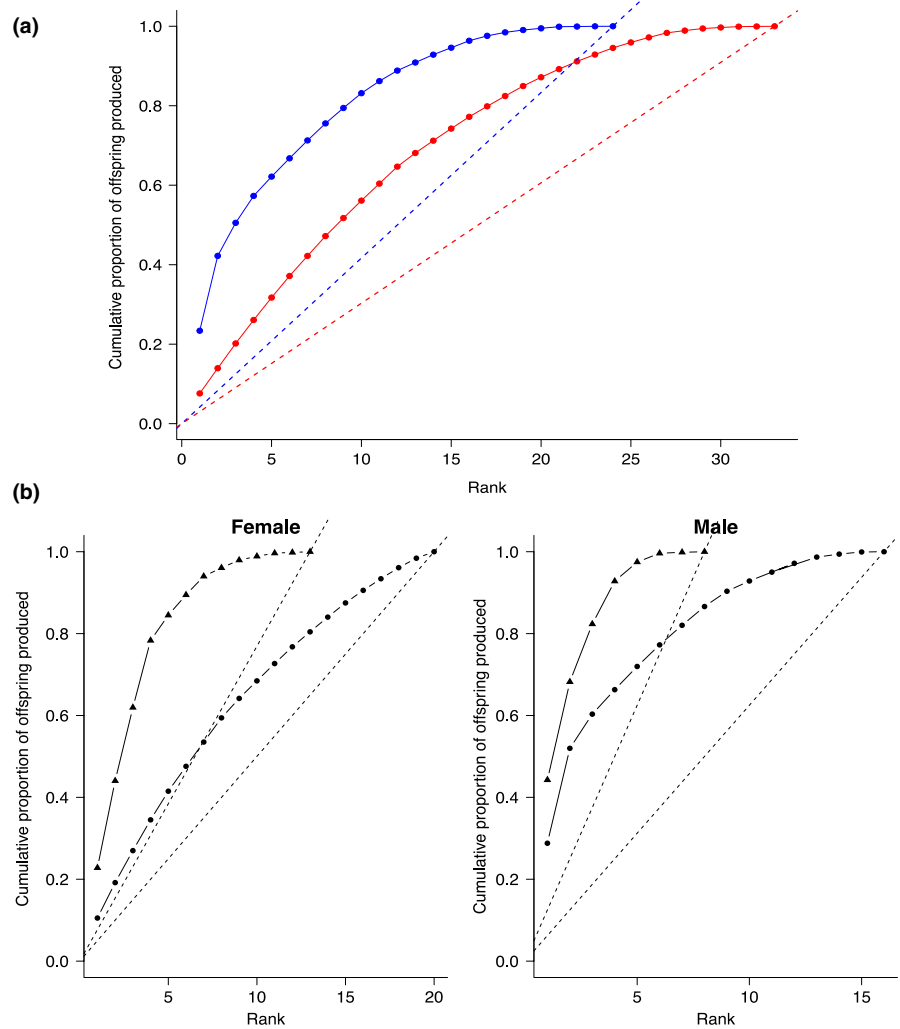 (a)
1.0
0.8
0.6
0.4
0.2
0.0
Cumulative proportion of offspring produced
0 5 10 15 20 25 30
Rank
(b)
Female
1.0
0.8
0.6
0.4
0.2
0.0
Cumulative proportion of offspring produced
5 10 15 20
Rank
Male
1.0
0.8
0.6
0.4
0.2
0.0
Cumulative proportion of offspring produced
5 10 15
Rank